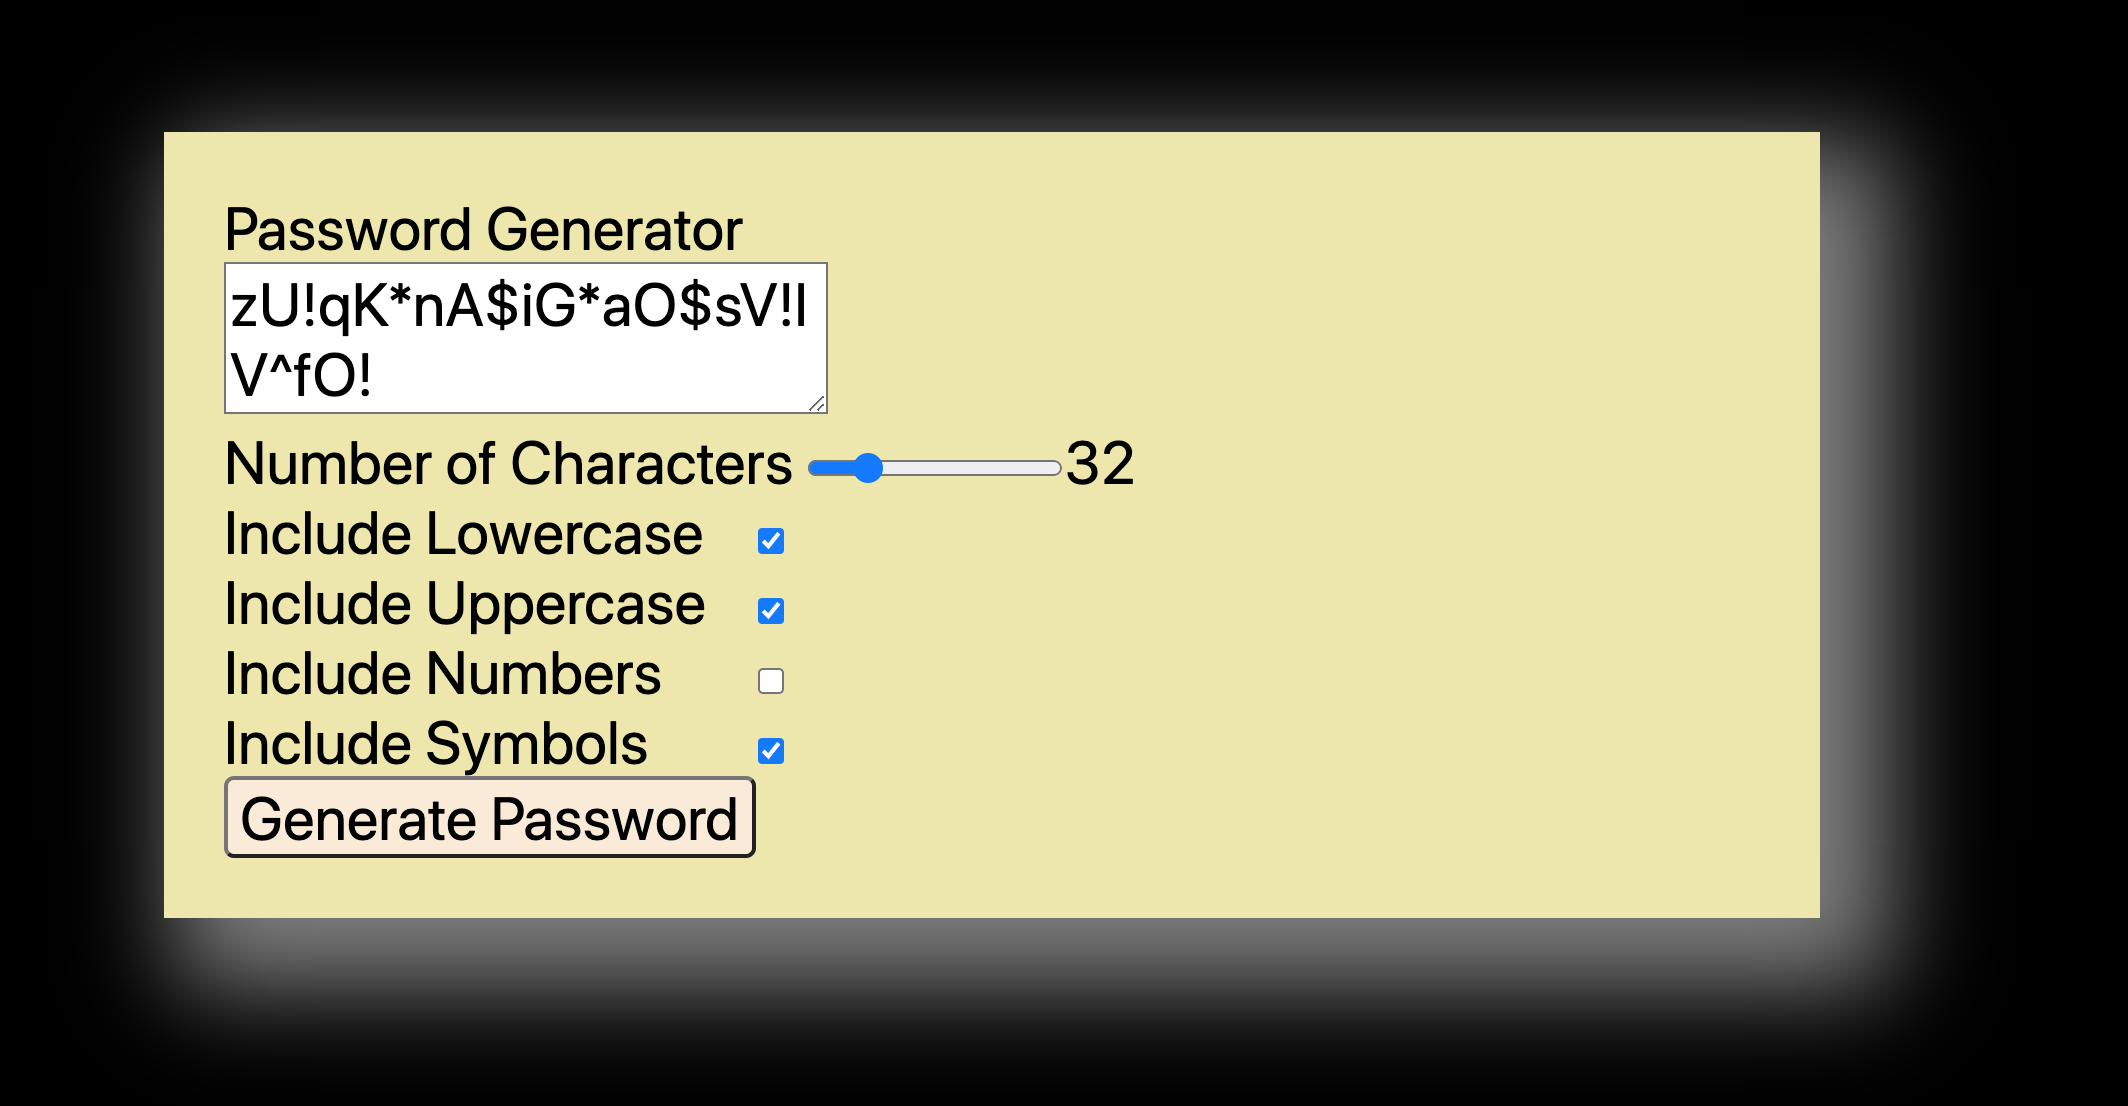 Password Generator
zU!qK*nA$iG*aO$sV!l
V^fO!
Number of Characters 32
Include Lowercase
Include Uppercase
Include Numbers
Include Symbols
Generate Password